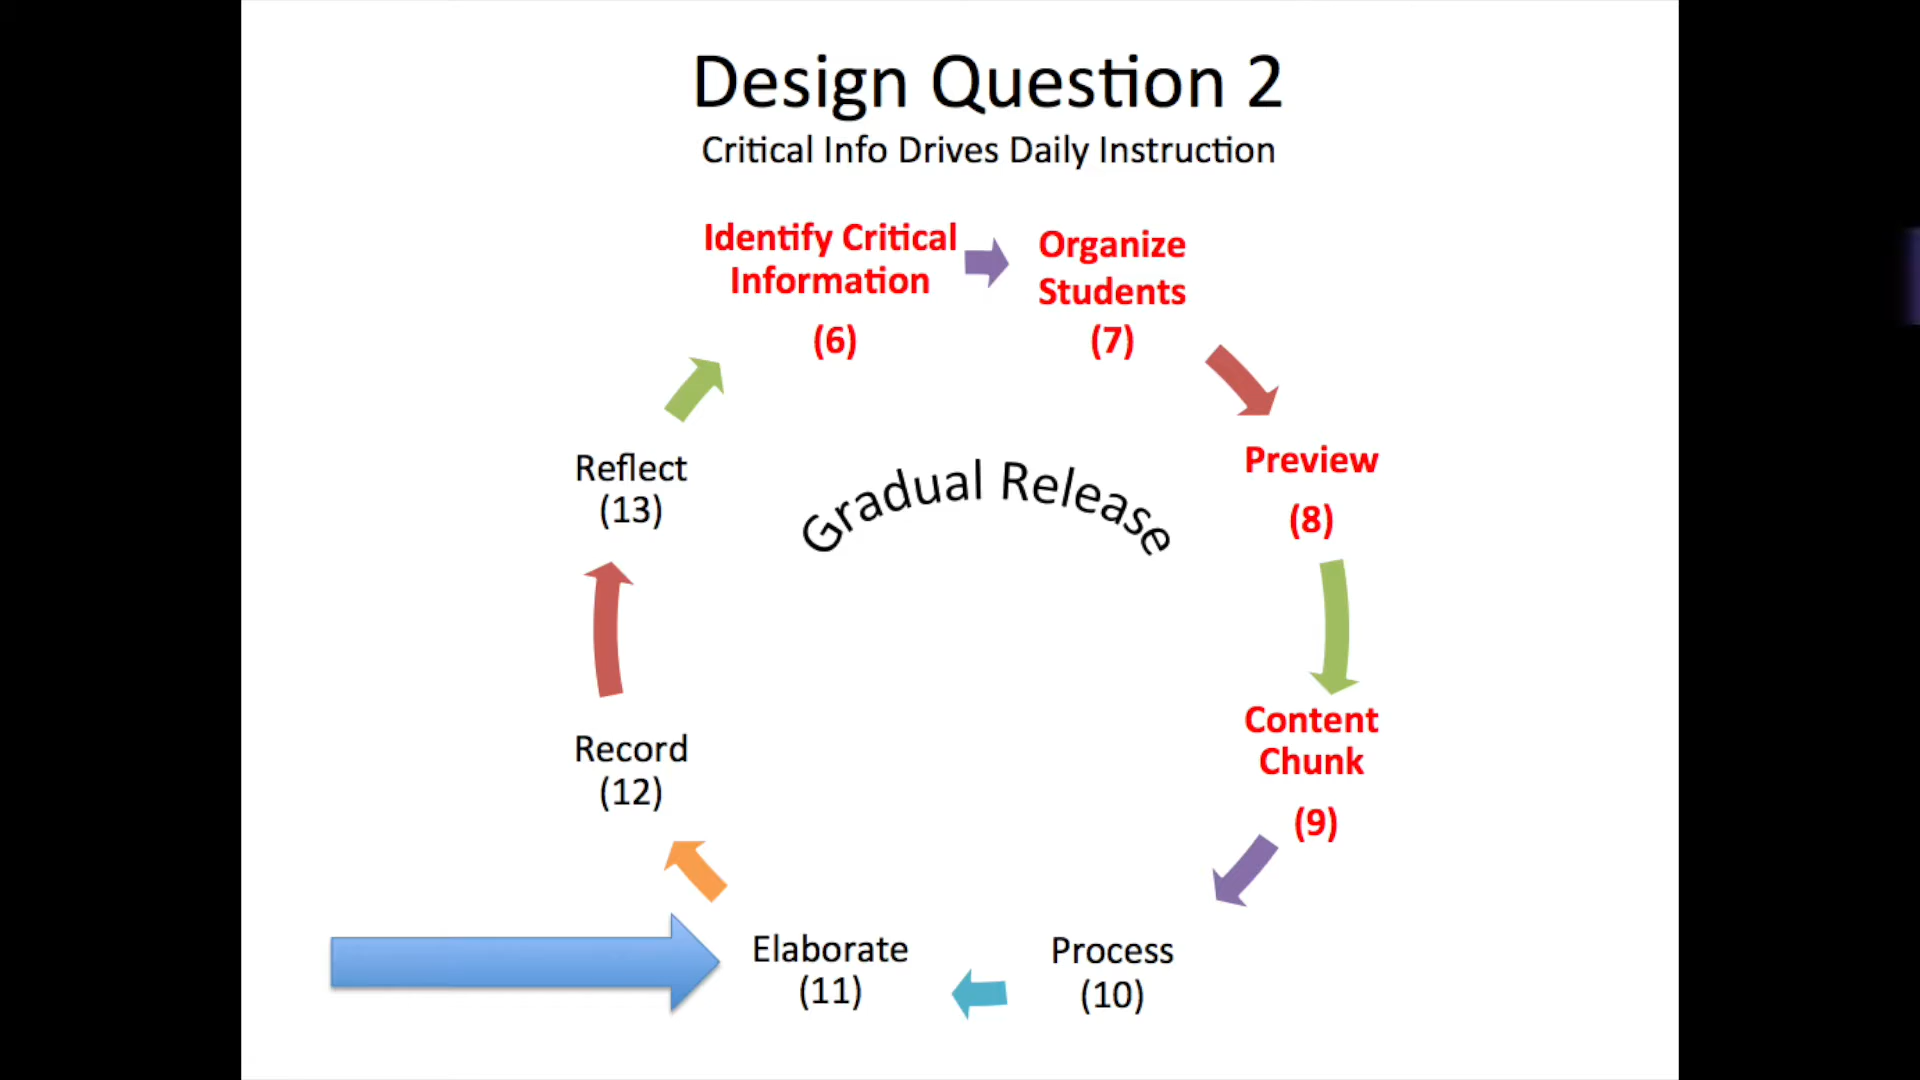 Design Question 2
Critical Info Drives Daily Instruction
Identify Critical
Information
(6)
Organize
Students
(7)
Preview
(8)
Content
Chunk
(9)
Process
(10)
Elaborate
(11)
Record
(12)
Reflect
(13)
Gradual Release